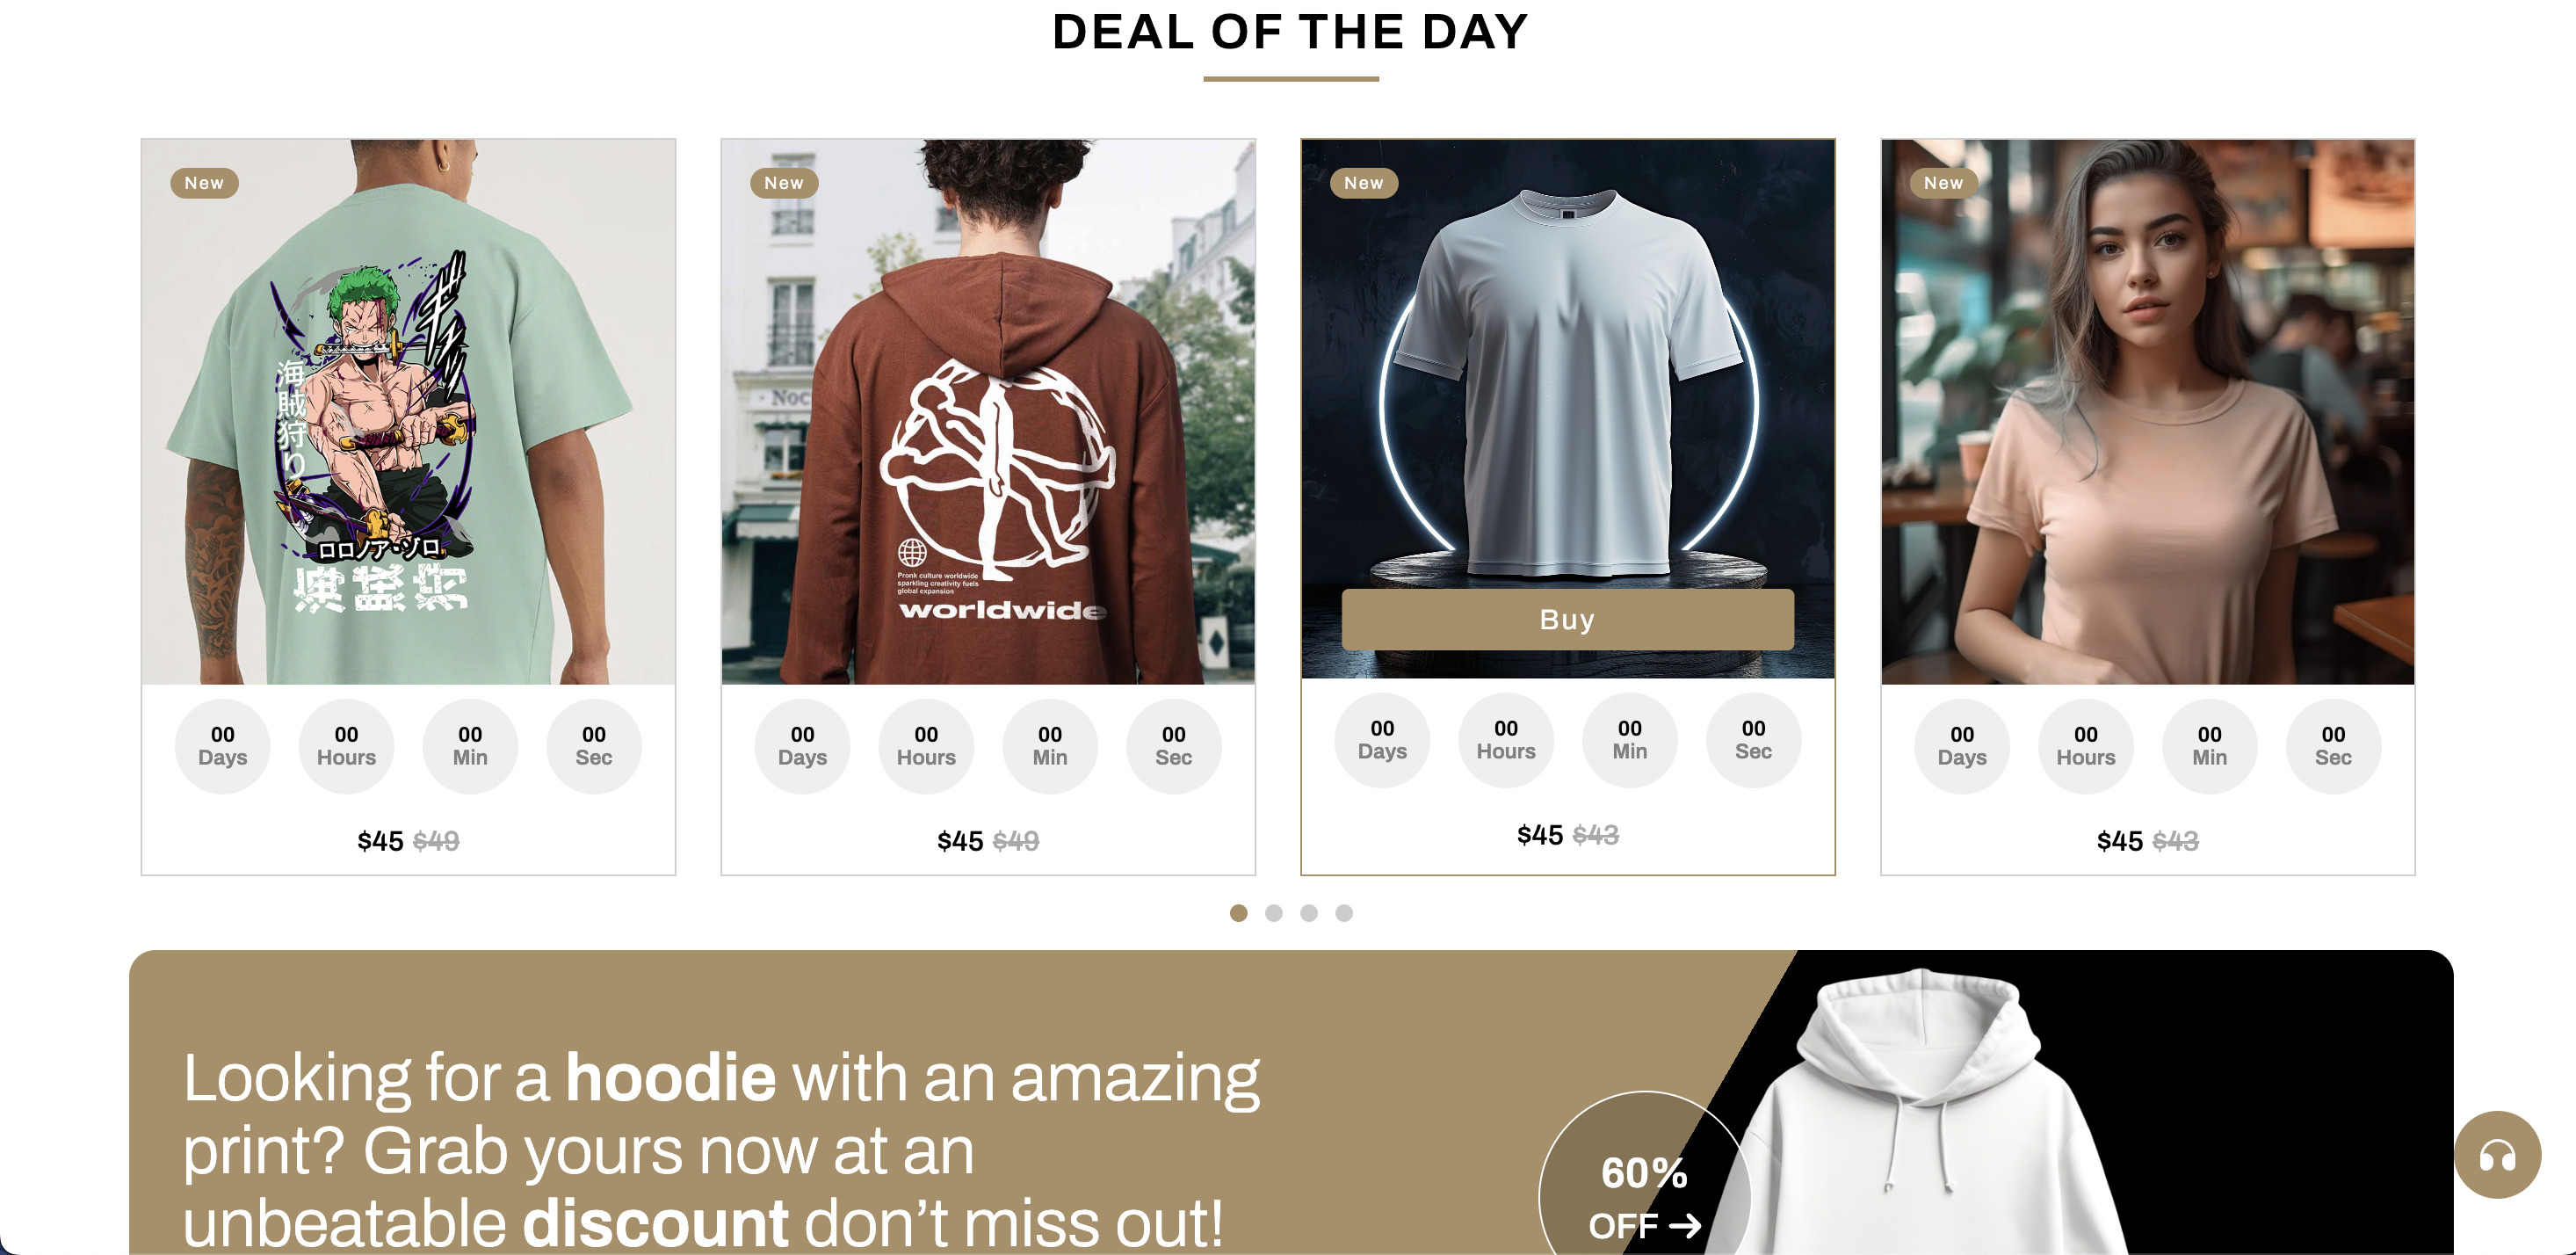 DEAL OF THE DAY
New
海賊狩り
ロロノア・ゾロ
$45 $49
00 00 00 00
Days Hours Min Sec
New
Noc
Pronk culture worldwide
sparkling creativity fuels
global expansion
worldwide
00 00 00 00
Days Hours Min Sec
$45 $49
New
Buy
00 00 00 00
Days Hours Min Sec
$45 $43
New
00 00 00 00
Days Hours Min Sec
$45 $43
Looking for a hoodie with an amazing
print? Grab yours now at an
unbeatable discount don’t miss out!
60%
OFF →